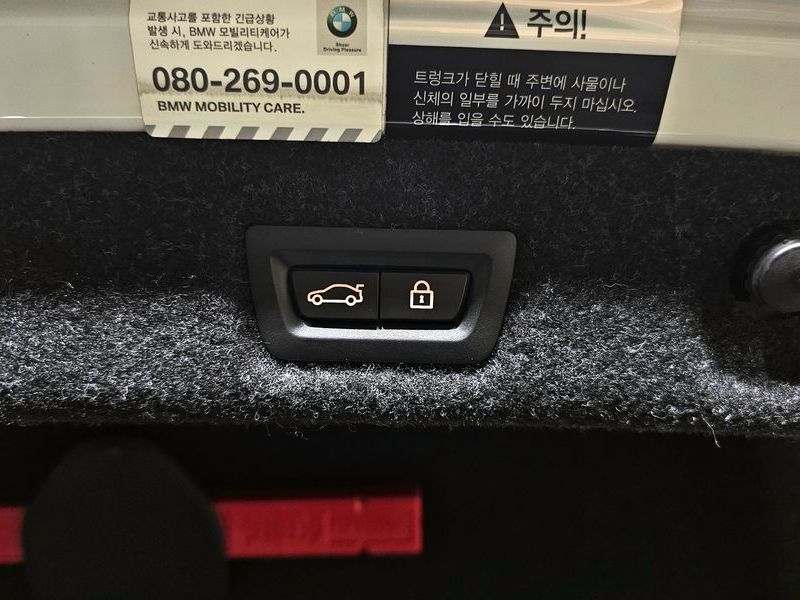 교통사고를 포함한 긴급상황
발생 시, BMW 모빌리티케어가
신속하게 도와드리겠습니다.
BMW
Sheer
Driving Pleasure
080-269-0001
BMW MOBILITY CARE.
주의!
트렁크가 닫힐 때 주변에 사물이나
신체의 일부를 가까이 두지 마십시오.
상해를 입을 수도 있습니다.